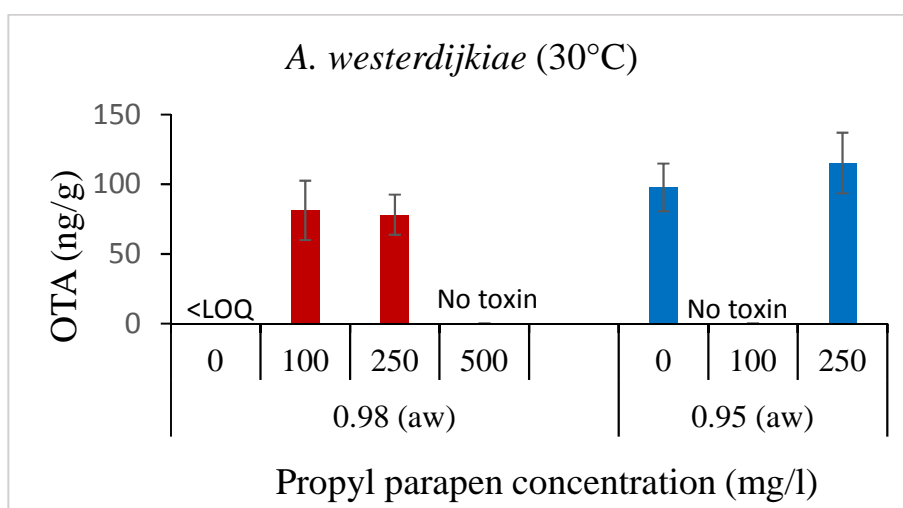 A. westerdijkiae (30°C)
OTA (ng/g)
150
100
50
0
<LOQ
No toxin
No toxin
0 100 250 500 0 100 250
0.98 (aw) 0.95 (aw)
Propyl parapen concentration (mg/l)